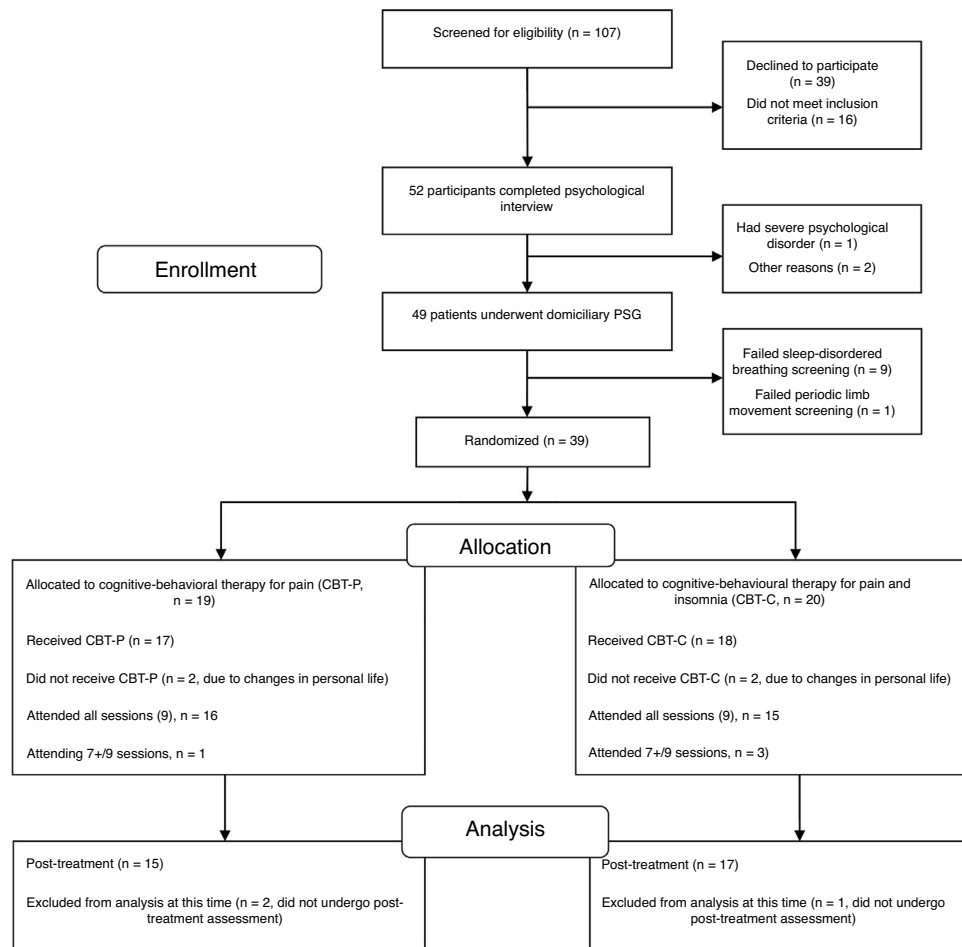 Screened for eligibility (n = 107)
Declined to participate
(n = 39)
Did not meet inclusion
criteria (n = 16)
52 participants completed psychological
interview
Had severe psychological
disorder (n = 1)
Other reasons (n = 2)
Enrollment
49 patients underwent domiciliary PSG
Failed sleep-disordered
breathing screening (n = 9)
Failed periodic limb
movement screening (n = 1)
Randomized (n = 39)
Allocation
Allocated to cognitive-behavioral therapy for pain (CBT-P,
n = 19)
Received CBT-P (n = 17)
Did not receive CBT-P (n = 2, due to changes in personal life)
Attended all sessions (9), n = 16
Attending 7+/9 sessions, n = 1
Allocated to cognitive-behavioural therapy for pain and
insomnia (CBT-C, n = 20)
Received CBT-C (n = 18)
Did not receive CBT-C (n = 2, due to changes in personal life)
Attended all sessions (9), n = 15
Attended 7+/9 sessions, n = 3)
Analysis
Post-treatment (n = 15)
Excluded from analysis at this time (n = 2, did not undergo post-
treatment assessment)
Post-treatment (n = 17)
Excluded from analysis at this time (n = 1, did not undergo
post-treatment assessment)